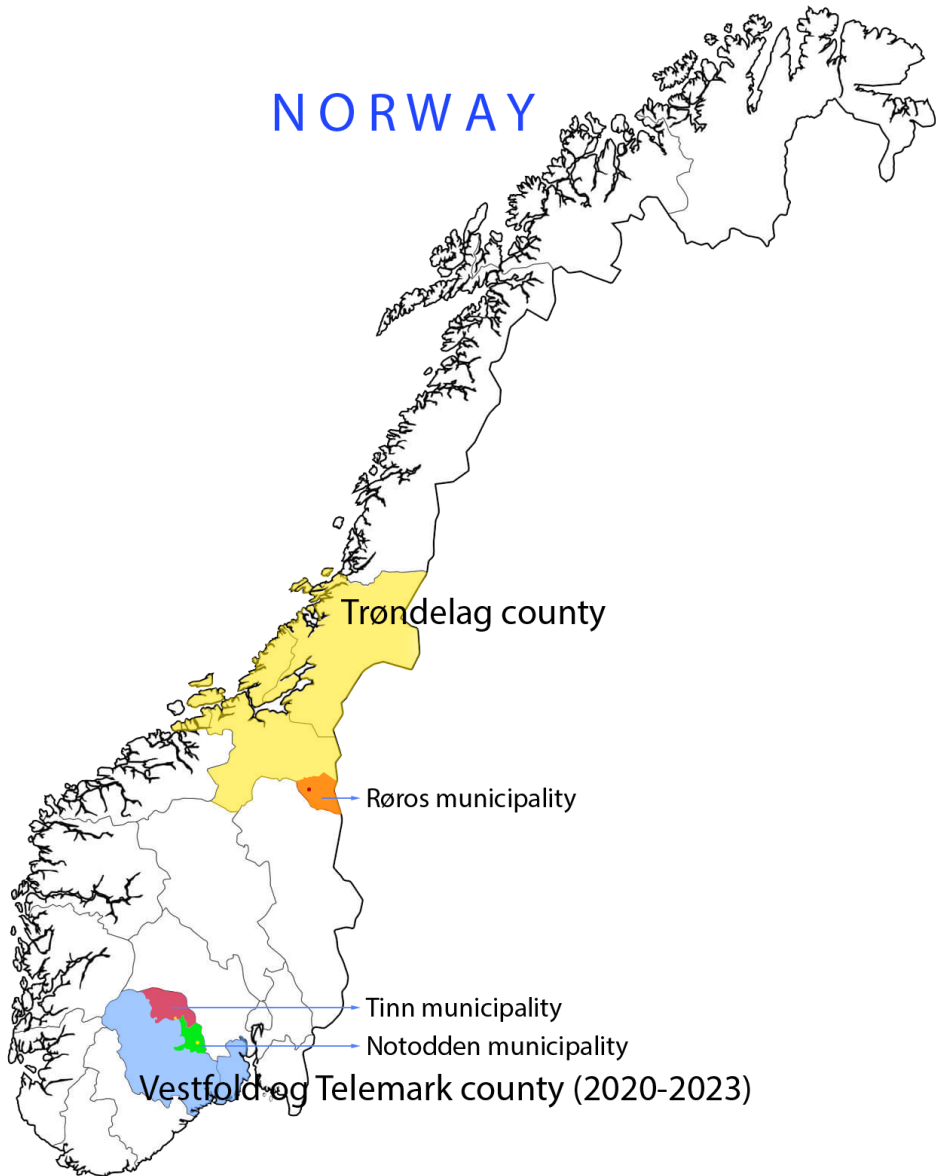 NORWAY
Trøndelag county
Røros municipality
Tinn municipality
Notodden municipality
Vestfold og Telemark county (2020-2023)